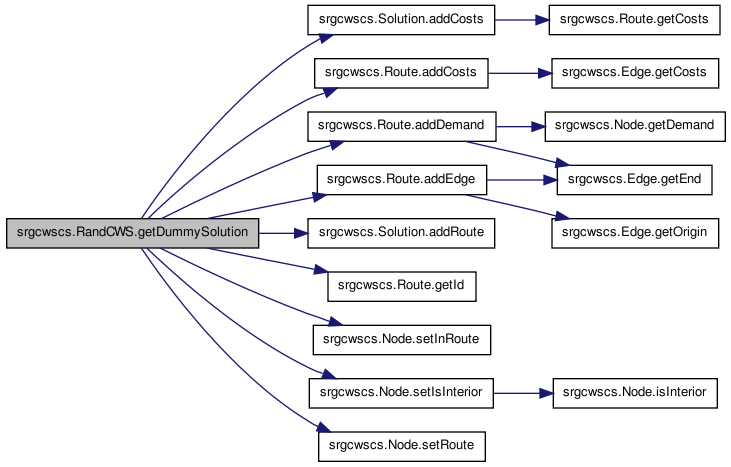 srgcwscs.Solution.addCosts
srgcwscs.Route.getCosts
srgcwscs.Route.addCosts
srgcwscs.Edge.getCosts
srgcwscs.Route.addDemand
srgcwscs.Node.getDemand
srgcwscs.Route.addEdge
srgcwscs.Edge.getEnd
srgcwscs.RandCWS.getDummySolution
srgcwscs.Solution.addRoute
srgcwscs.Edge.getOrigin
srgcwscs.Route.getId
srgcwscs.Node.setInRoute
srgcwscs.Node.setIsInterior
srgcwscs.Node.isInterior
srgcwscs.Node.setRoute